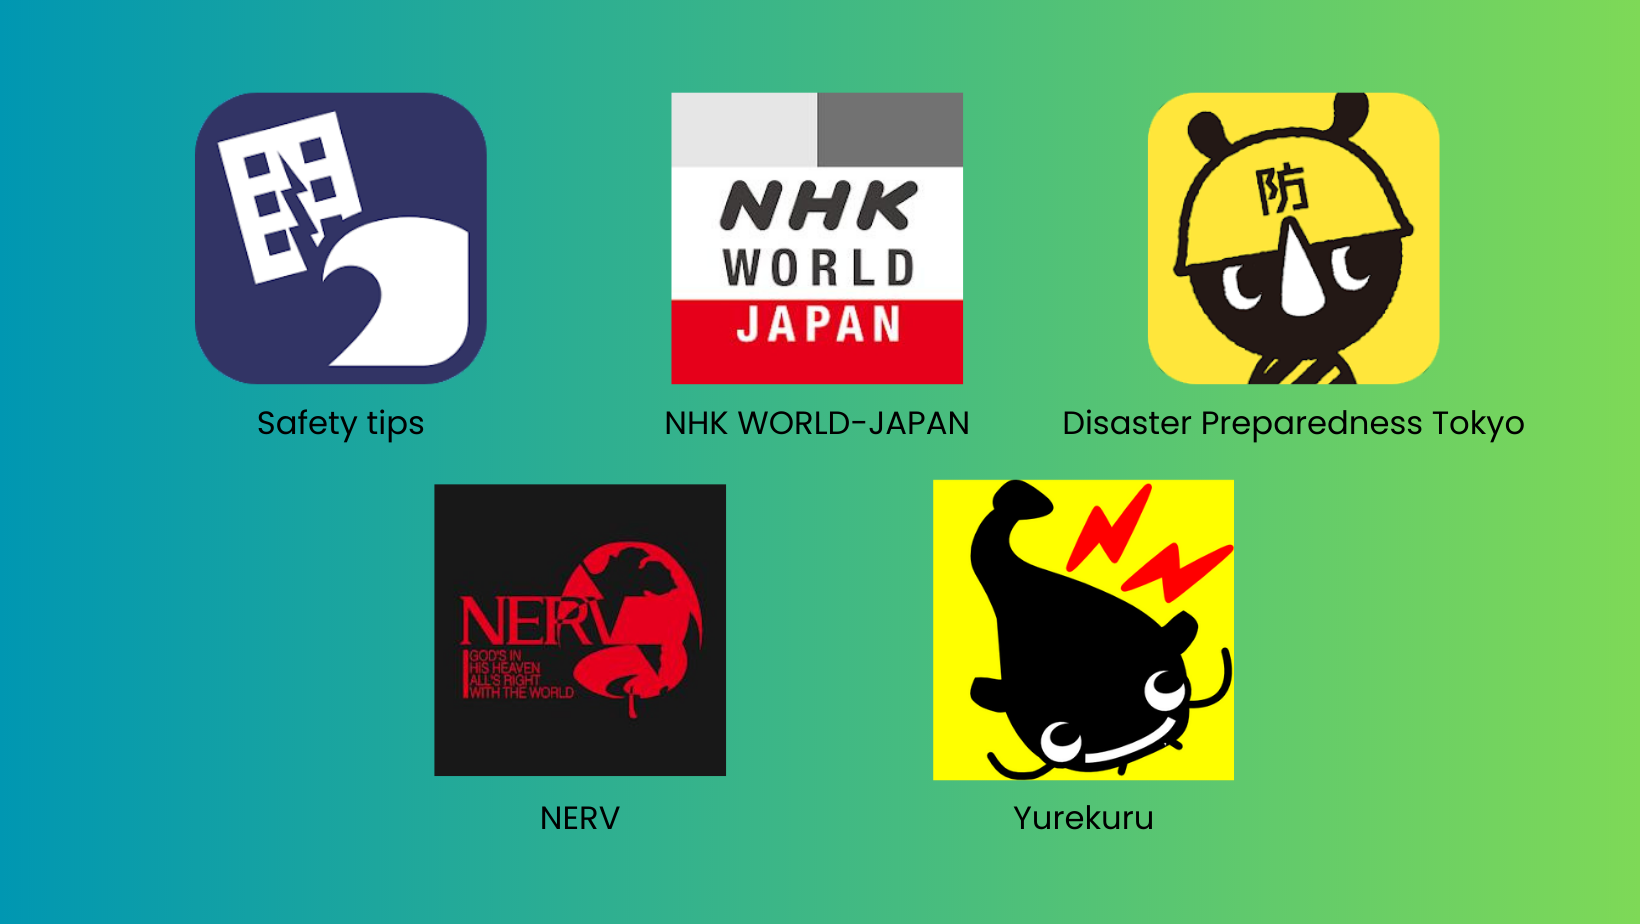 NHK
WORLD
JAPAN
防
Safety tips
NHK WORLD-JAPAN
Disaster Preparedness Tokyo
NERV
GOD'S IN
HIS HEAVEN
ALL'S RIGHT
WITH THE WORLD
NERV
Yurekuru